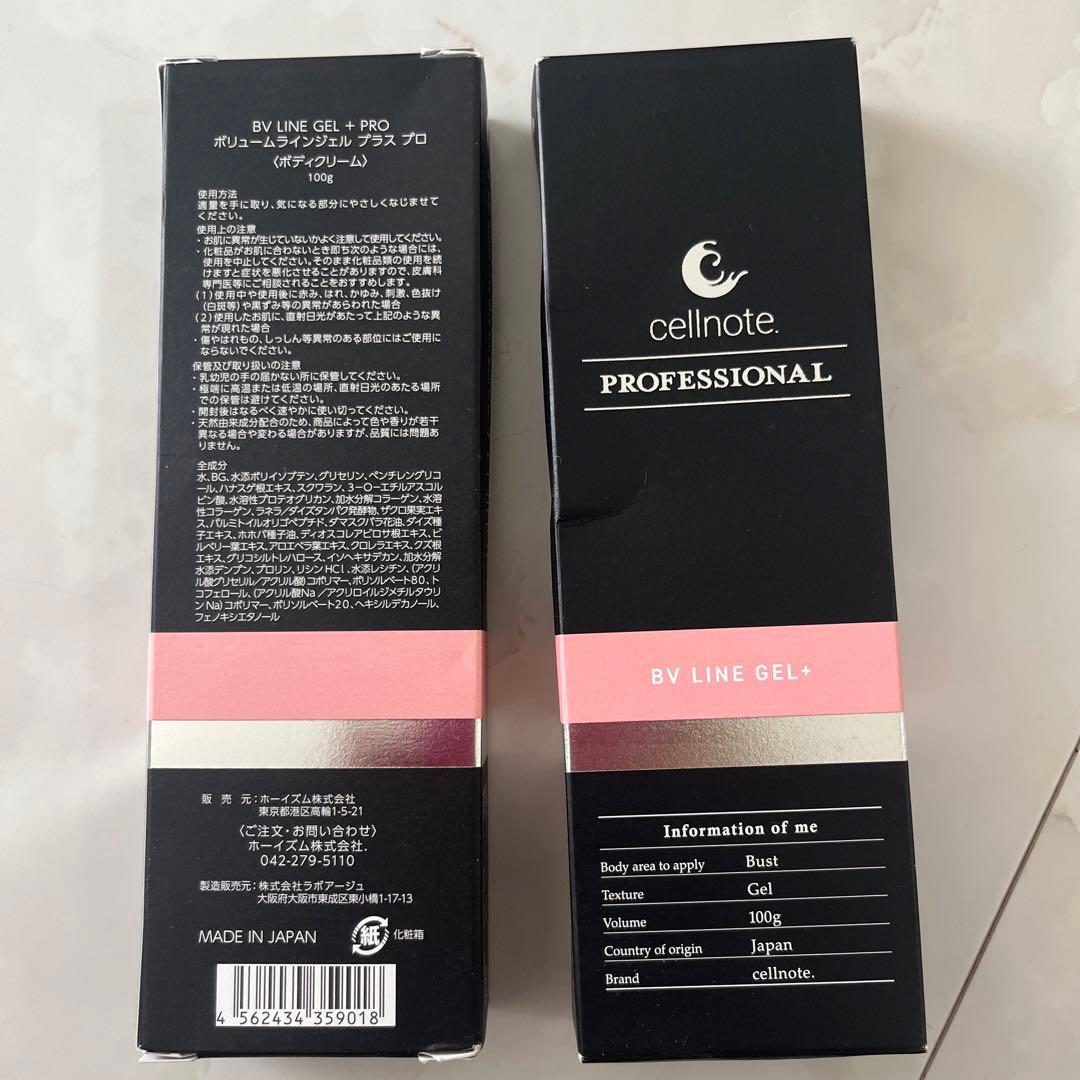 BV LINE GEL + PRO
ボリュームラインジェル プラス プロ
〈ボディクリーム〉
100g
使用方法
適量を手に取り、気になる部分にやさしくなじませて
ください。
使用上の注意
・お肌に異常が生じていないかよく注意して使用してください。
・化粧品がお肌に合わないとき即ち次のような場合には、
使用を中止してください。そのまま化粧品類の使用を続
けますと症状を悪化させることがありますので、皮膚科
専門医等にご相談されることをおすすめします。
(1)使用中や使用後に赤み、はれ、かゆみ、刺激、色抜け
(白斑等)や黒ずみ等の異常があらわれた場合
(2)使用したお肌に、直射日光があたって上記のような異
常が現れた場合
・傷やはれもの、しっしん等異常のある部位にはご使用に
ならないでください。
保管及び取り扱いの注意
・乳幼児の手の届かない所に保管してください。
・極端に高温または低温の場所、直射日光のあたる場所
での保管は避けてください。
・開封後はなるべく速やかに使い切ってください。
・天然由来成分配合のため、商品によって色や香りが若干
異なる場合や変わる場合がありますが、品質には問題あ
りません。
全成分
水、BG、水添ポリイソブテン、グリセリン、ペンチレングリコ
ール、ハナスゲ根エキス、スクワラン、3-O-エチルアスコル
ビン酸、水溶性プロテオグリカン、加水分解コラーゲン、水溶
性コラーゲン、ラネラ/ダイズタンパク発酵物、ザクロ果実エキ
ス、パルミトイルオリゴペプチド、ダマスクバラ花油、ダイズ種
子エキス、ホホバ種子油、ディオスコレアビロサ根エキス、ビ
ルベリー葉エキス、アロエベラ葉エキス、クロレラエキス、クズ根
エキス、グリコシルトレハロース、イソヘキサデカン、加水分解
水添デンプン、プロリン、リシンHCl、水添レシチン、(アクリ
ル酸グリセリル/アクリル酸)コポリマー、ポリソルベート80、ト
コフェロール、(アクリル酸Na/アクリロイルジメチルタウリ
ンNa)コポリマー、ポリソルベート20、ヘキシルデカノール、
フェノキシエタノール
販 売 元:ホーイズム株式会社
東京都港区高輪1-5-21
〈ご注文・お問い合わせ〉
ホーイズム株式会社.
042-279-5110
製造販売元:株式会社ラボアージュ
大阪府大阪市東成区東小橋1-17-13
MADE IN JAPAN
紙 化粧箱
4 562434 359018
cellnote.
PROFESSIONAL
BV LINE GEL+
Information of me
Body area to apply Bust
Texture Gel
Volume 100g
Country of origin Japan
Brand cellnote.